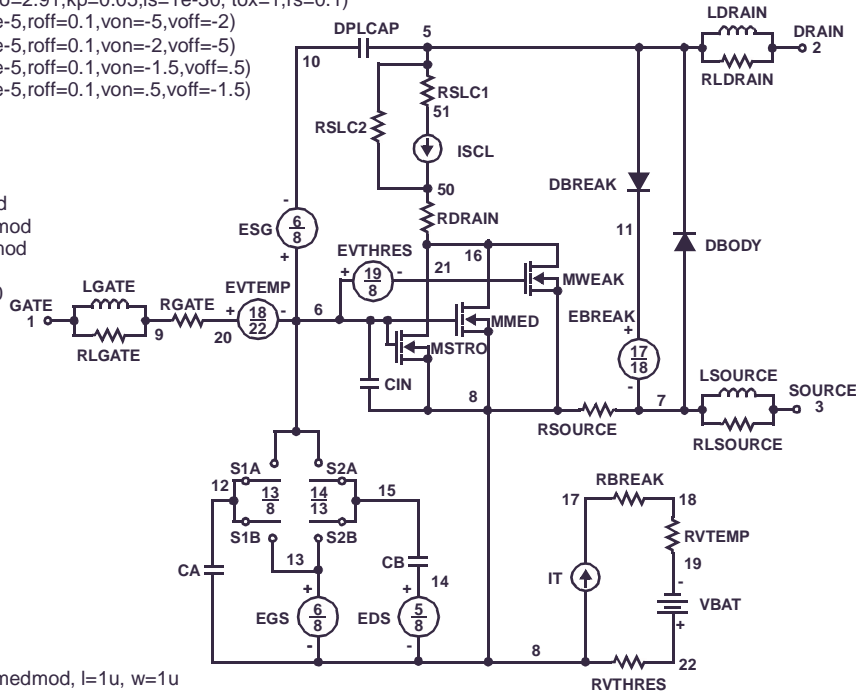 o=2.91,kp=0.05,is=1e-30, tox=1,rs=0.1)
e-5,roff=0.1,von=-5,voff=-2)
e-5,roff=0.1,von=-2,voff=-5)
e-5,roff=0.1,von=-1.5,voff=.5)
e-5,roff=0.1,von=.5,voff=-1.5)
d
mod
nod
)
medmod, l=1u, w=1u
DPLCAP
5
10
LDRAIN
DRAIN
2
RLDRAIN
RSLC1
51
RSLC2
ISCL
50
RDRAIN
DBREAK
11
DBODY
ESG
-
6
8
+
EVTHRES
+
19
8
-
16
21
MWEAK
LGATE
GATE
1
RLGATE
9
RGATE
20
EVTEMP
+
18
22
-
6
MMED
MSTRO
CIN
EBREAK
+
17
18
-
8
RSOURCE
7
LSOURCE
SOURCE
3
RLSOURCE
S1A
S2A
12
13
8
14
13
15
S1B
S2B
13
CA
CB
14
EGS
+
6
8
-
EDS
+
5
8
-
8
RBREAK
17
18
RVTEMP
19
IT
-
VBAT
+
22
RVTHRES